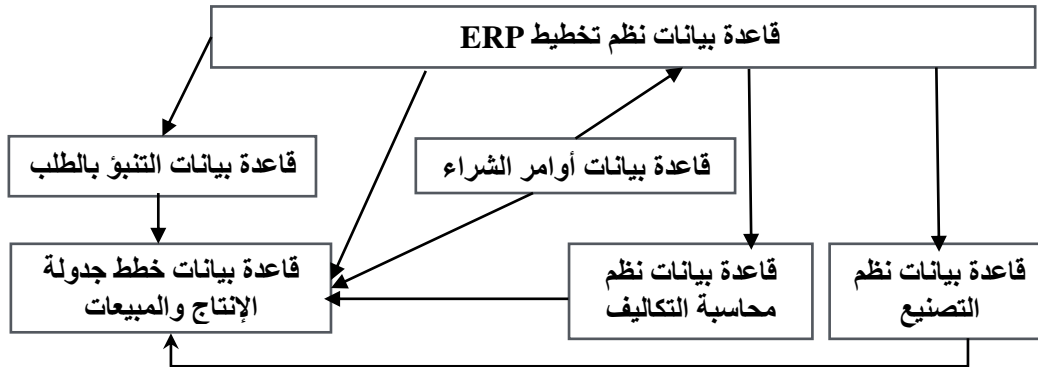 قاعدة بيانات نظم تخطيط ERP
قاعدة بيانات أوامر الشراء
قاعدة بيانات التنبؤ بالطلب
قاعدة بيانات نظم
التصنيع
قاعدة بيانات نظم
محاسبة التكاليف
قاعدة بيانات خطط جدولة
الإنتاج والمبيعات